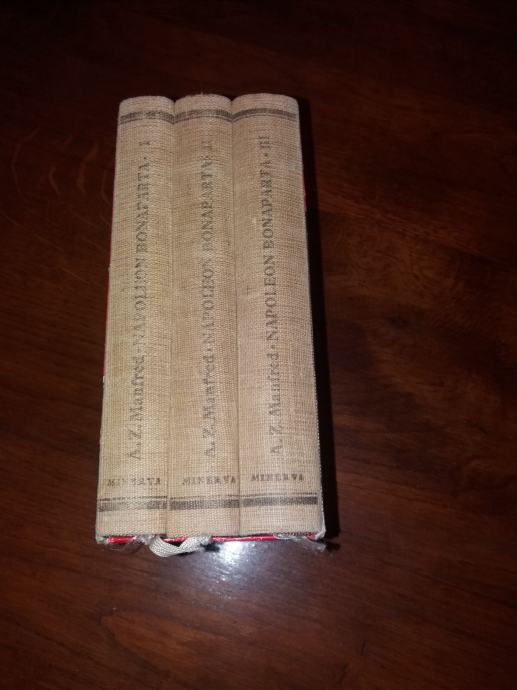 A. Z. Manfred • NAPOLEON BONAPARTA • I
MINERVA
A. Z. Manfred • NAPOLEON BONAPARTA • II
MINERVA
A. Z. Manfred • NAPOLEON BONAPARTA • III
MINERVA